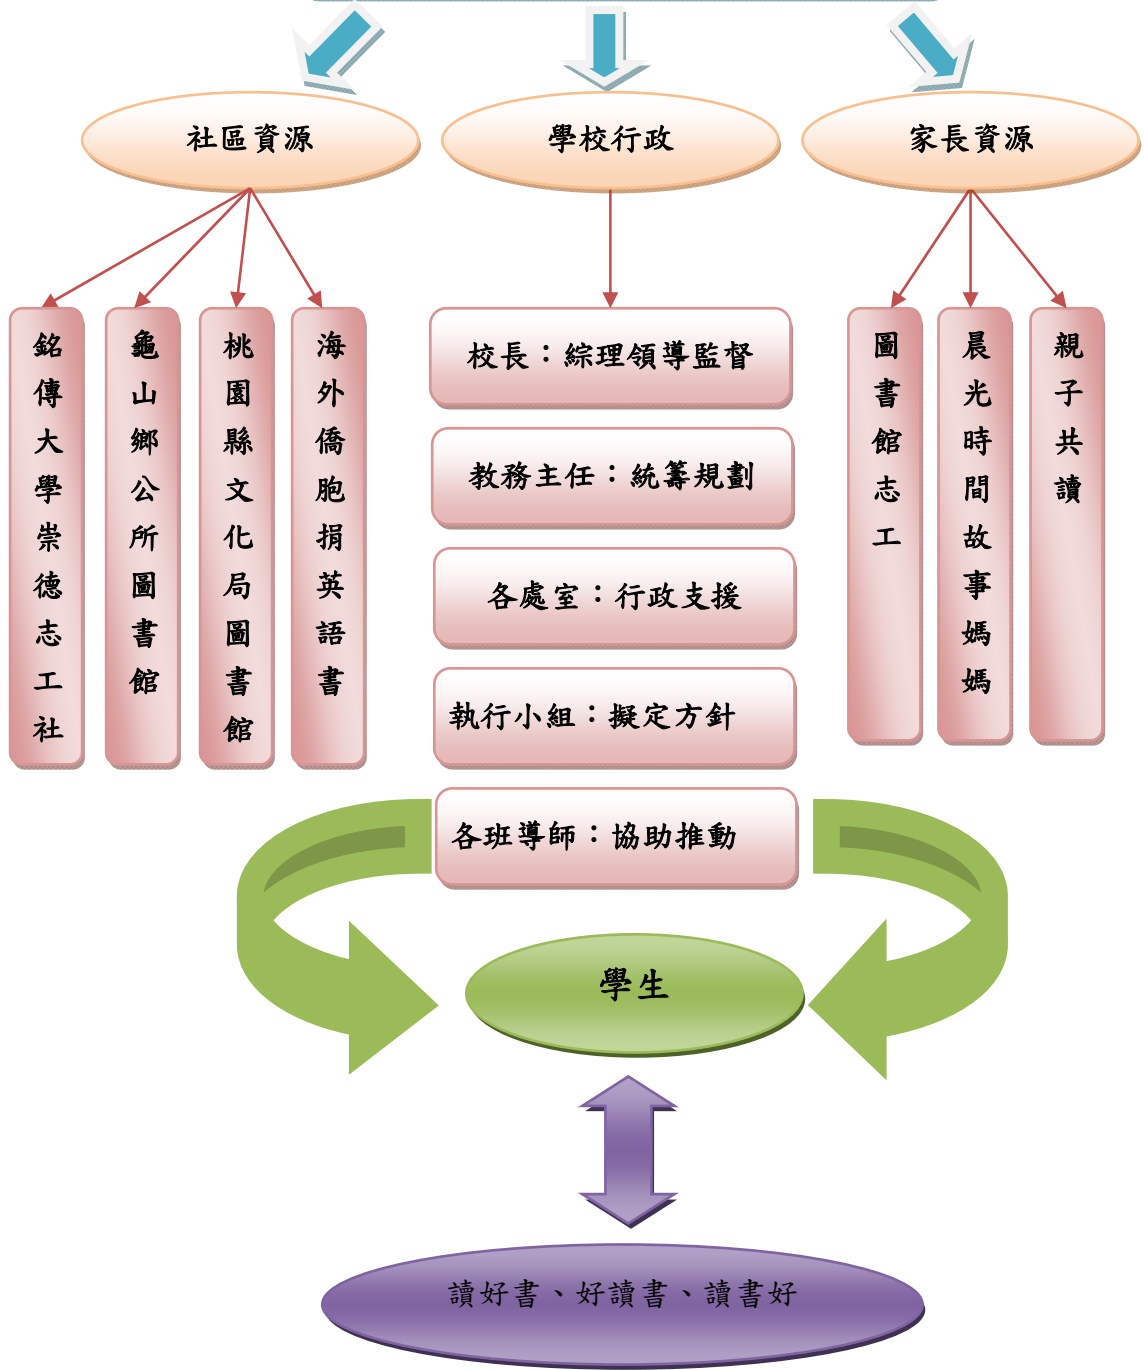 社區資源
學校行政
家長資源
銘傳大學崇德志工社
龜山鄉公所圖書館
桃園縣文化局圖書館
海外僑胞捐英語書
校長：綜理領導監督
教務主任：統籌規劃
各處室：行政支援
執行小組：擬定方針
各班導師：協助推動
圖書館志工
晨光時間故事媽媽
親子共讀
學生
讀好書、好讀書、讀書好